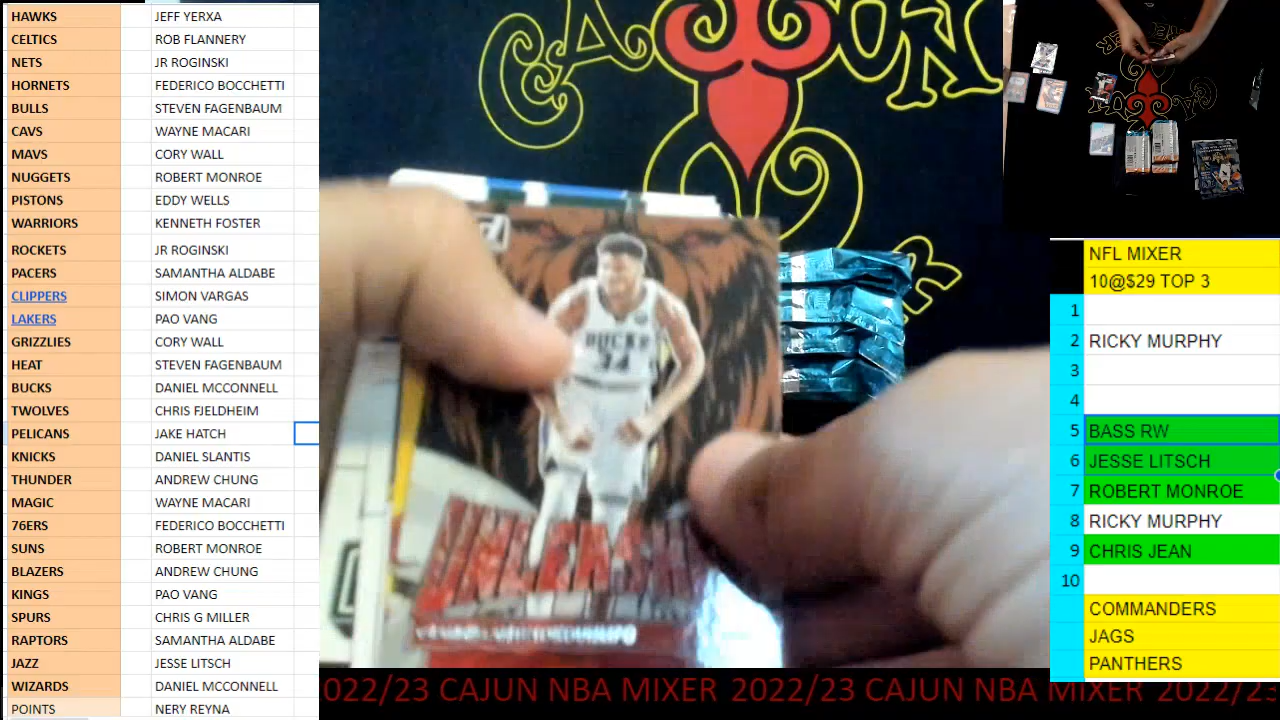 HAWKS JEFF YERXA
CELTICS ROB FLANNERY
NETS JR ROGINSKI
HORNETS FEDERICO BOCCHETTI
BULLS STEVEN FAGENBAUM
CAVS WAYNE MACARI
MAVS CORY WALL
NUGGETS ROBERT MONROE
PISTONS EDDY WELLS
WARRIORS KENNETH FOSTER
ROCKETS JR ROGINSKI
PACERS SAMANTHA ALDABE
CLIPPERS SIMON VARGAS
LAKERS PAO VANG
GRIZZLIES CORY WALL
HEAT STEVEN FAGENBAUM
BUCKS DANIEL MCCONNELL
TWOLVES CHRIS FJELDHEIM
PELICANS JAKE HATCH
KNICKS DANIEL SLANTIS
THUNDER ANDREW CHUNG
MAGIC WAYNE MACARI
76ERS FEDERICO BOCCHETTI
SUNS ROBERT MONROE
BLAZERS ANDREW CHUNG
KINGS PAO VANG
SPURS CHRIS G MILLER
RAPTORS SAMANTHA ALDABE
JAZZ JESSE LITSCH
WIZARDS DANIEL MCCONNELL
POINTS NERY REYNA
BUCKS
34
NFL MIXER
10@$29 TOP 3
1
2 RICKY MURPHY
3
4
5 BASS RW
6 JESSE LITSCH
7 ROBERT MONROE
8 RICKY MURPHY
9 CHRIS JEAN
10
COMMANDERS
JAGS
PANTHERS
022/23 CAJUN NBA MIXER 2022/23 CAJUN NBA MIXER 2022/23